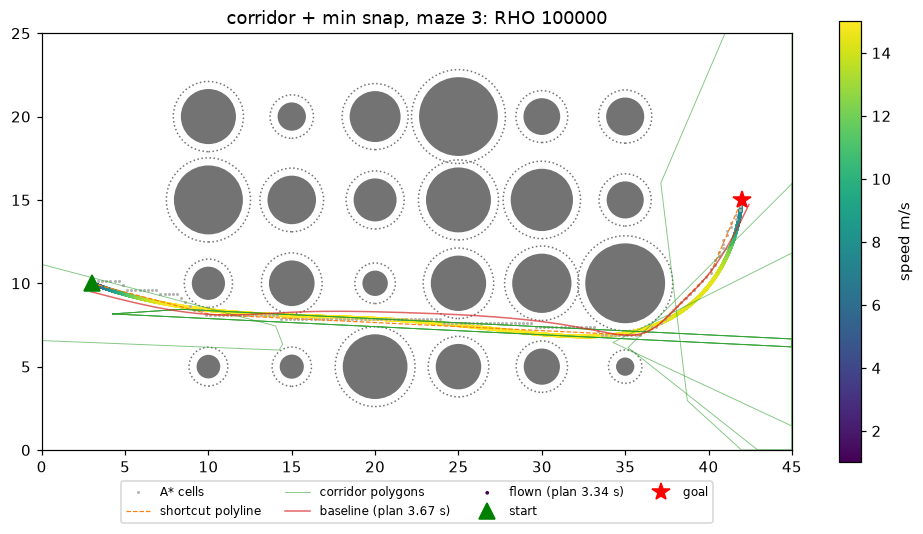 corridor + min snap, maze 3: RHO 100000
25
20
15
10
5
0
0 5 10 15 20 25 30 35 40 45
14
12
10
8
6
4
2
speed m/s
A* cells
shortcut polyline
corridor polygons
baseline (plan 3.67 s)
flown (plan 3.34 s)
start
goal